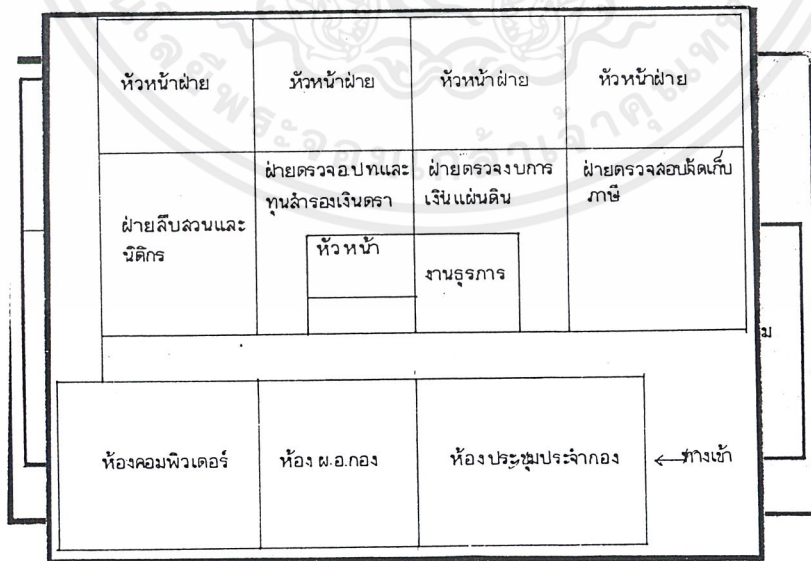 หัวหน้าฝ่าย
หัวหน้าฝ่าย
หัวหน้าฝ่าย
หัวหน้าฝ่าย
ฝ่ายสืบสวนและ
นิติกร
ฝ่ายตรวจอ.ปท.และ
ทุนสำรองเงินตรา
ฝ่ายตรวจงบการ
เงินแผ่นดิน
ฝ่ายตรวจสอบจัดเก็บ
ภาษี
หัวหน้า
งานธุรการ
ห้องคอมพิวเตอร์
ห้อง ผ.อ.กอง
ห้องประชุมประจำกอง
←ทางเข้า